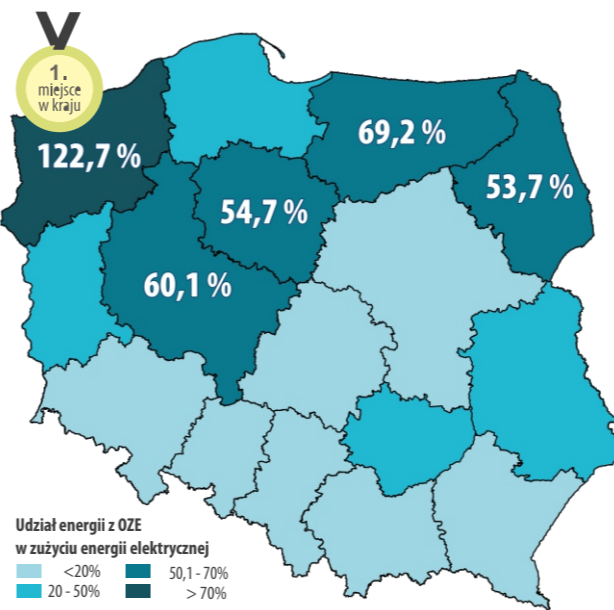 1.
miejsce
w kraju
122,7 %
69,2 %
53,7 %
54,7 %
60,1 %
Udział energii z OZE
w zużyciu energii elektrycznej
<20%
50,1 - 70%
20 - 50%
> 70%